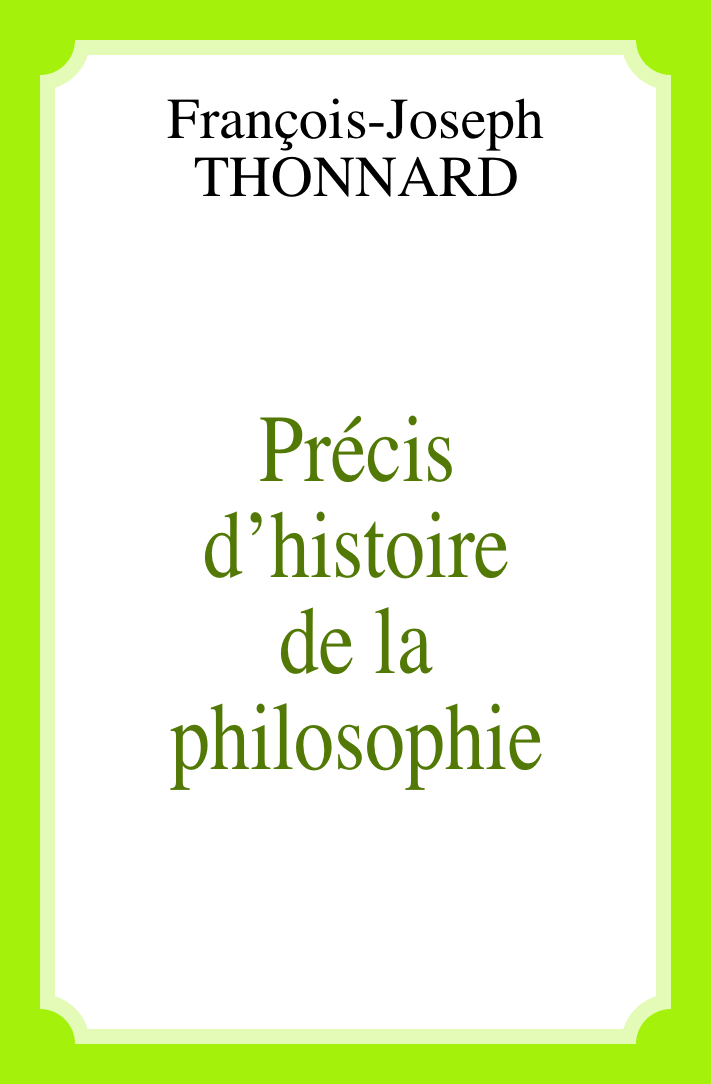 François-Joseph
THONNARD
Précis
d’histoire
de la
philosophie